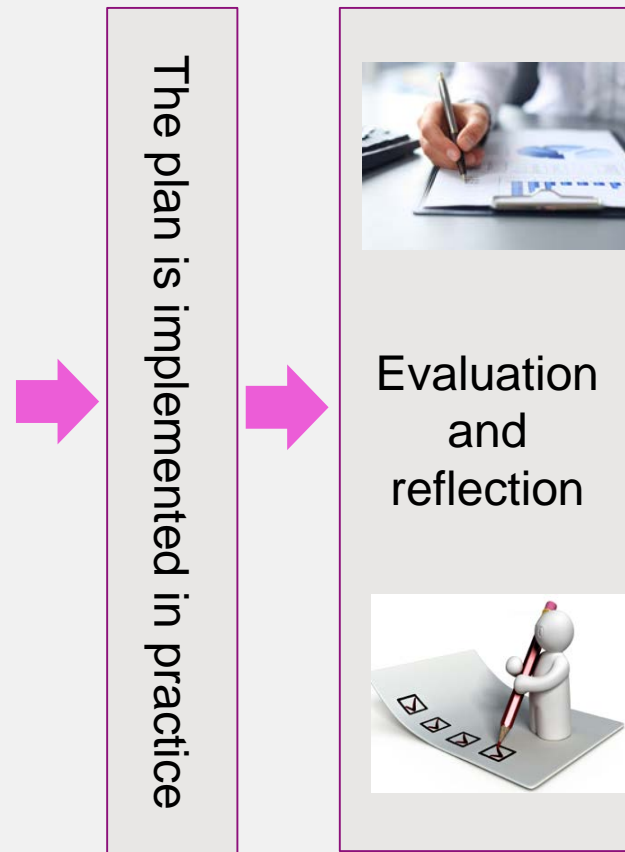 The plan is implemented in practice
Evaluation
and
reflection